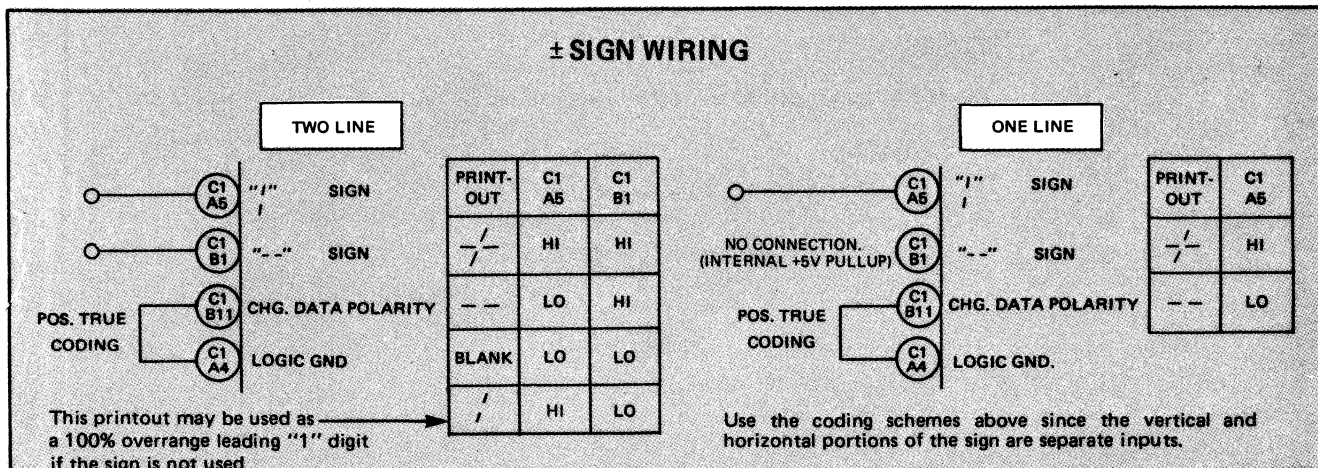 ± SIGN WIRING
TWO LINE
C1 A5 "/" SIGN
/
C1 B1 "--" SIGN
C1 B11 CHG. DATA POLARITY
C1 A4 LOGIC GND
POS. TRUE
CODING
PRINT-OUT C1 A5 C1 B1
-/- HI HI
-- LO HI
BLANK LO LO
/ HI LO
This printout may be used as
a 100% overrange leading "1" digit
if the sign is not used
ONE LINE
C1 A5 "/" SIGN
/
NO CONNECTION.
(INTERNAL +5V PULLUP)
C1 B1 "--" SIGN
C1 B11 CHG. DATA POLARITY
C1 A4 LOGIC GND.
POS. TRUE
CODING
PRINT-OUT C1 A5
-/- HI
-- LO
Use the coding schemes above since the vertical and
horizontal portions of the sign are separate inputs.